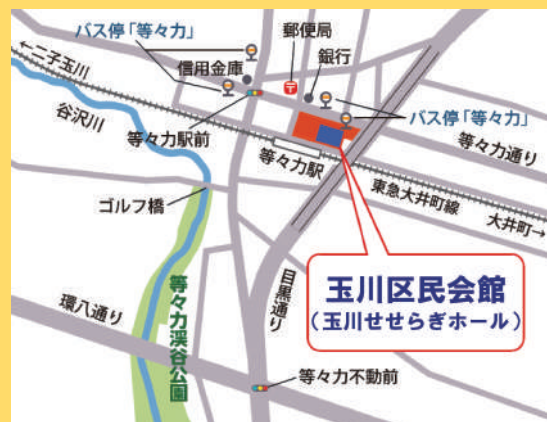 バス停「等々力」
郵便局
←二子玉川
信用金庫
銀行
バス停「等々力」
谷沢川
等々力駅前
等々力駅
等々力通り
東急大井町線
大井町→
ゴルフ橋
玉川区民会館
(玉川せせらぎホール)
目黒通り
等々力渓谷公園
環八通り
等々力不動前